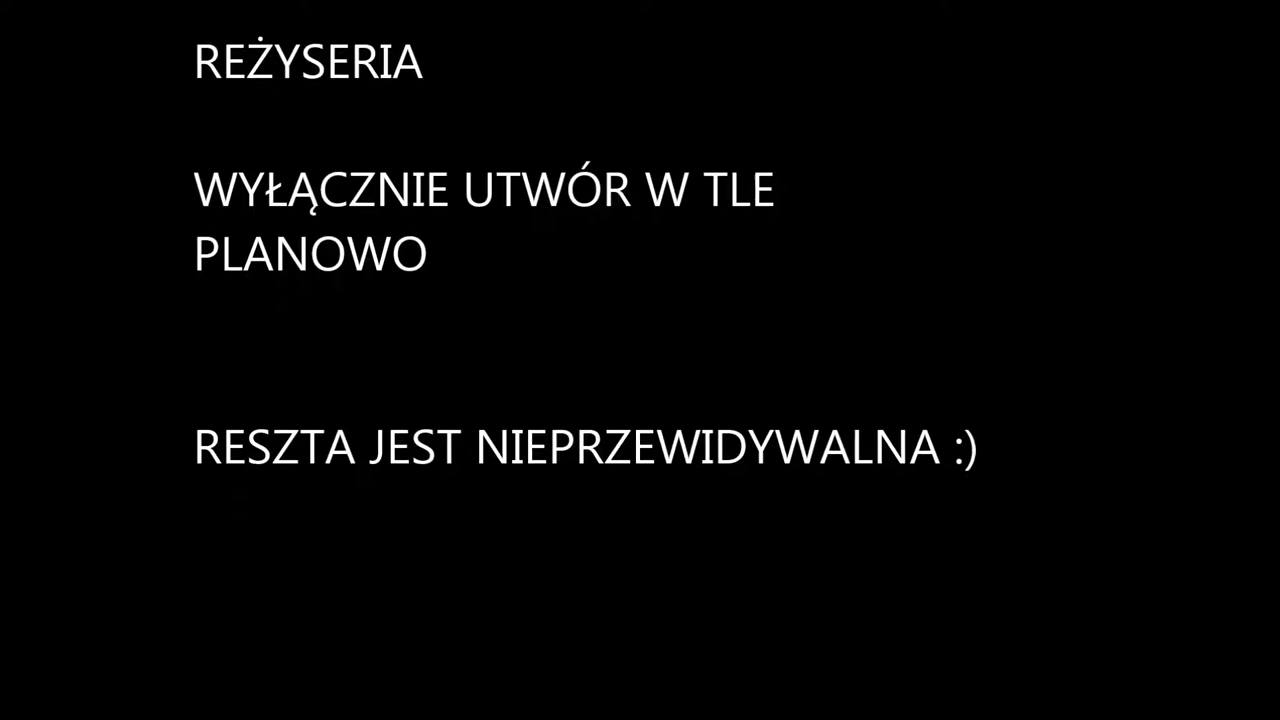 REŻYSERIA
WYŁĄCZNIE UTWÓR W TLE
PLANOWO
RESZTA JEST NIEPRZEWIDYWALNA :)